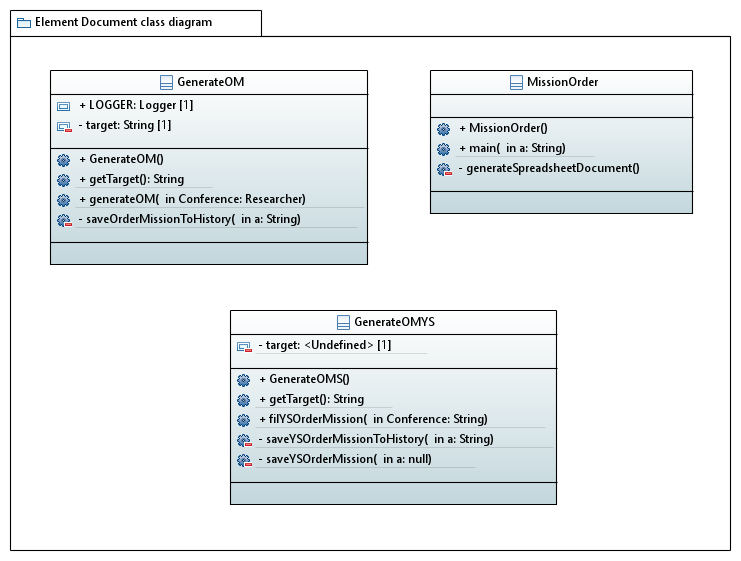 Element Document class diagram
GenerateOM
+ LOGGER: Logger [1]
- target: String [1]
+ GenerateOM()
+ getTarget(): String
+ generateOM( in Conference: Researcher)
- saveOrderMissionToHistory( in a: String)
MissionOrder
+ MissionOrder()
+ main( in a: String)
- generateSpreadsheetDocument()
GenerateOMYS
- target: <Undefined> [1]
+ GenerateOMS()
+ getTarget(): String
+ filYSOrderMission( in Conference: String)
- saveYSOrderMissionToHistory( in a: String)
- saveYSOrderMission( in a: null)